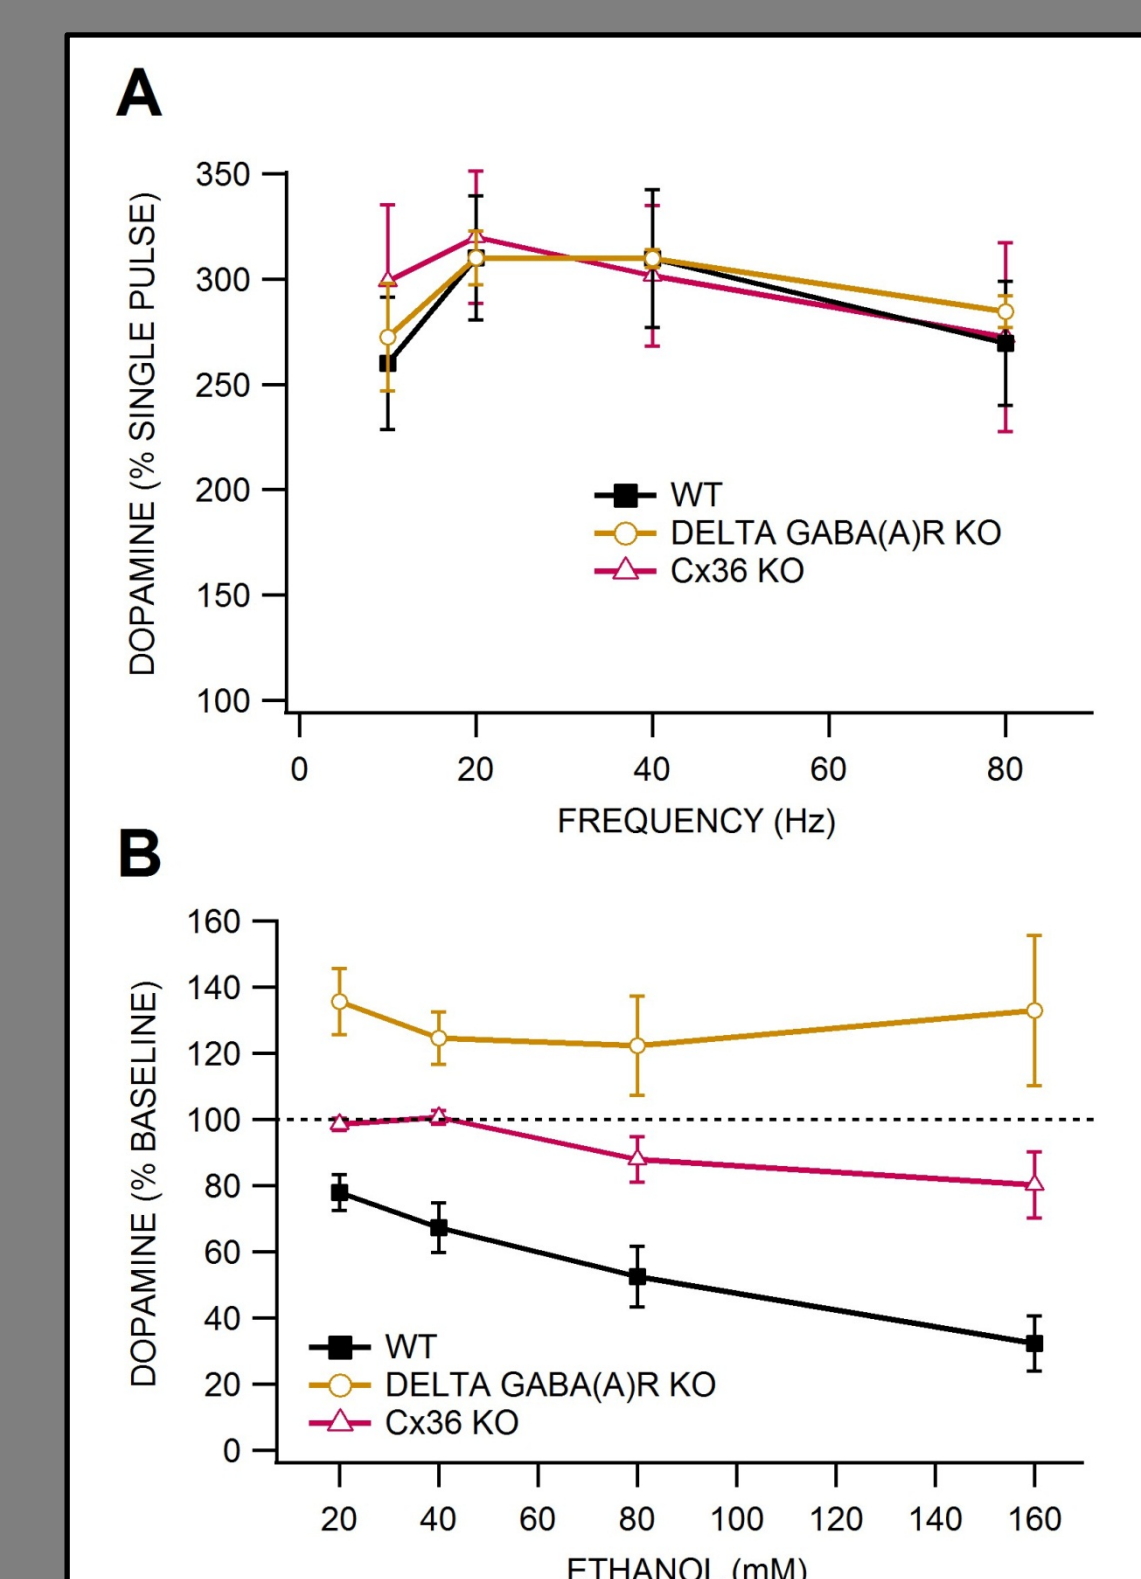 A
350
300
250
200
150
100
DOPAMINE (% SINGLE PULSE)
WT
DELTA GABA(A)R KO
Cx36 KO
0 20 40 60 80
FREQUENCY (Hz)
B
160
140
120
100
80
60
40
20
0
DOPAMINE (% BASELINE)
WT
DELTA GABA(A)R KO
Cx36 KO
20 40 60 80 100 120 140 160
ETHANOL (mM)